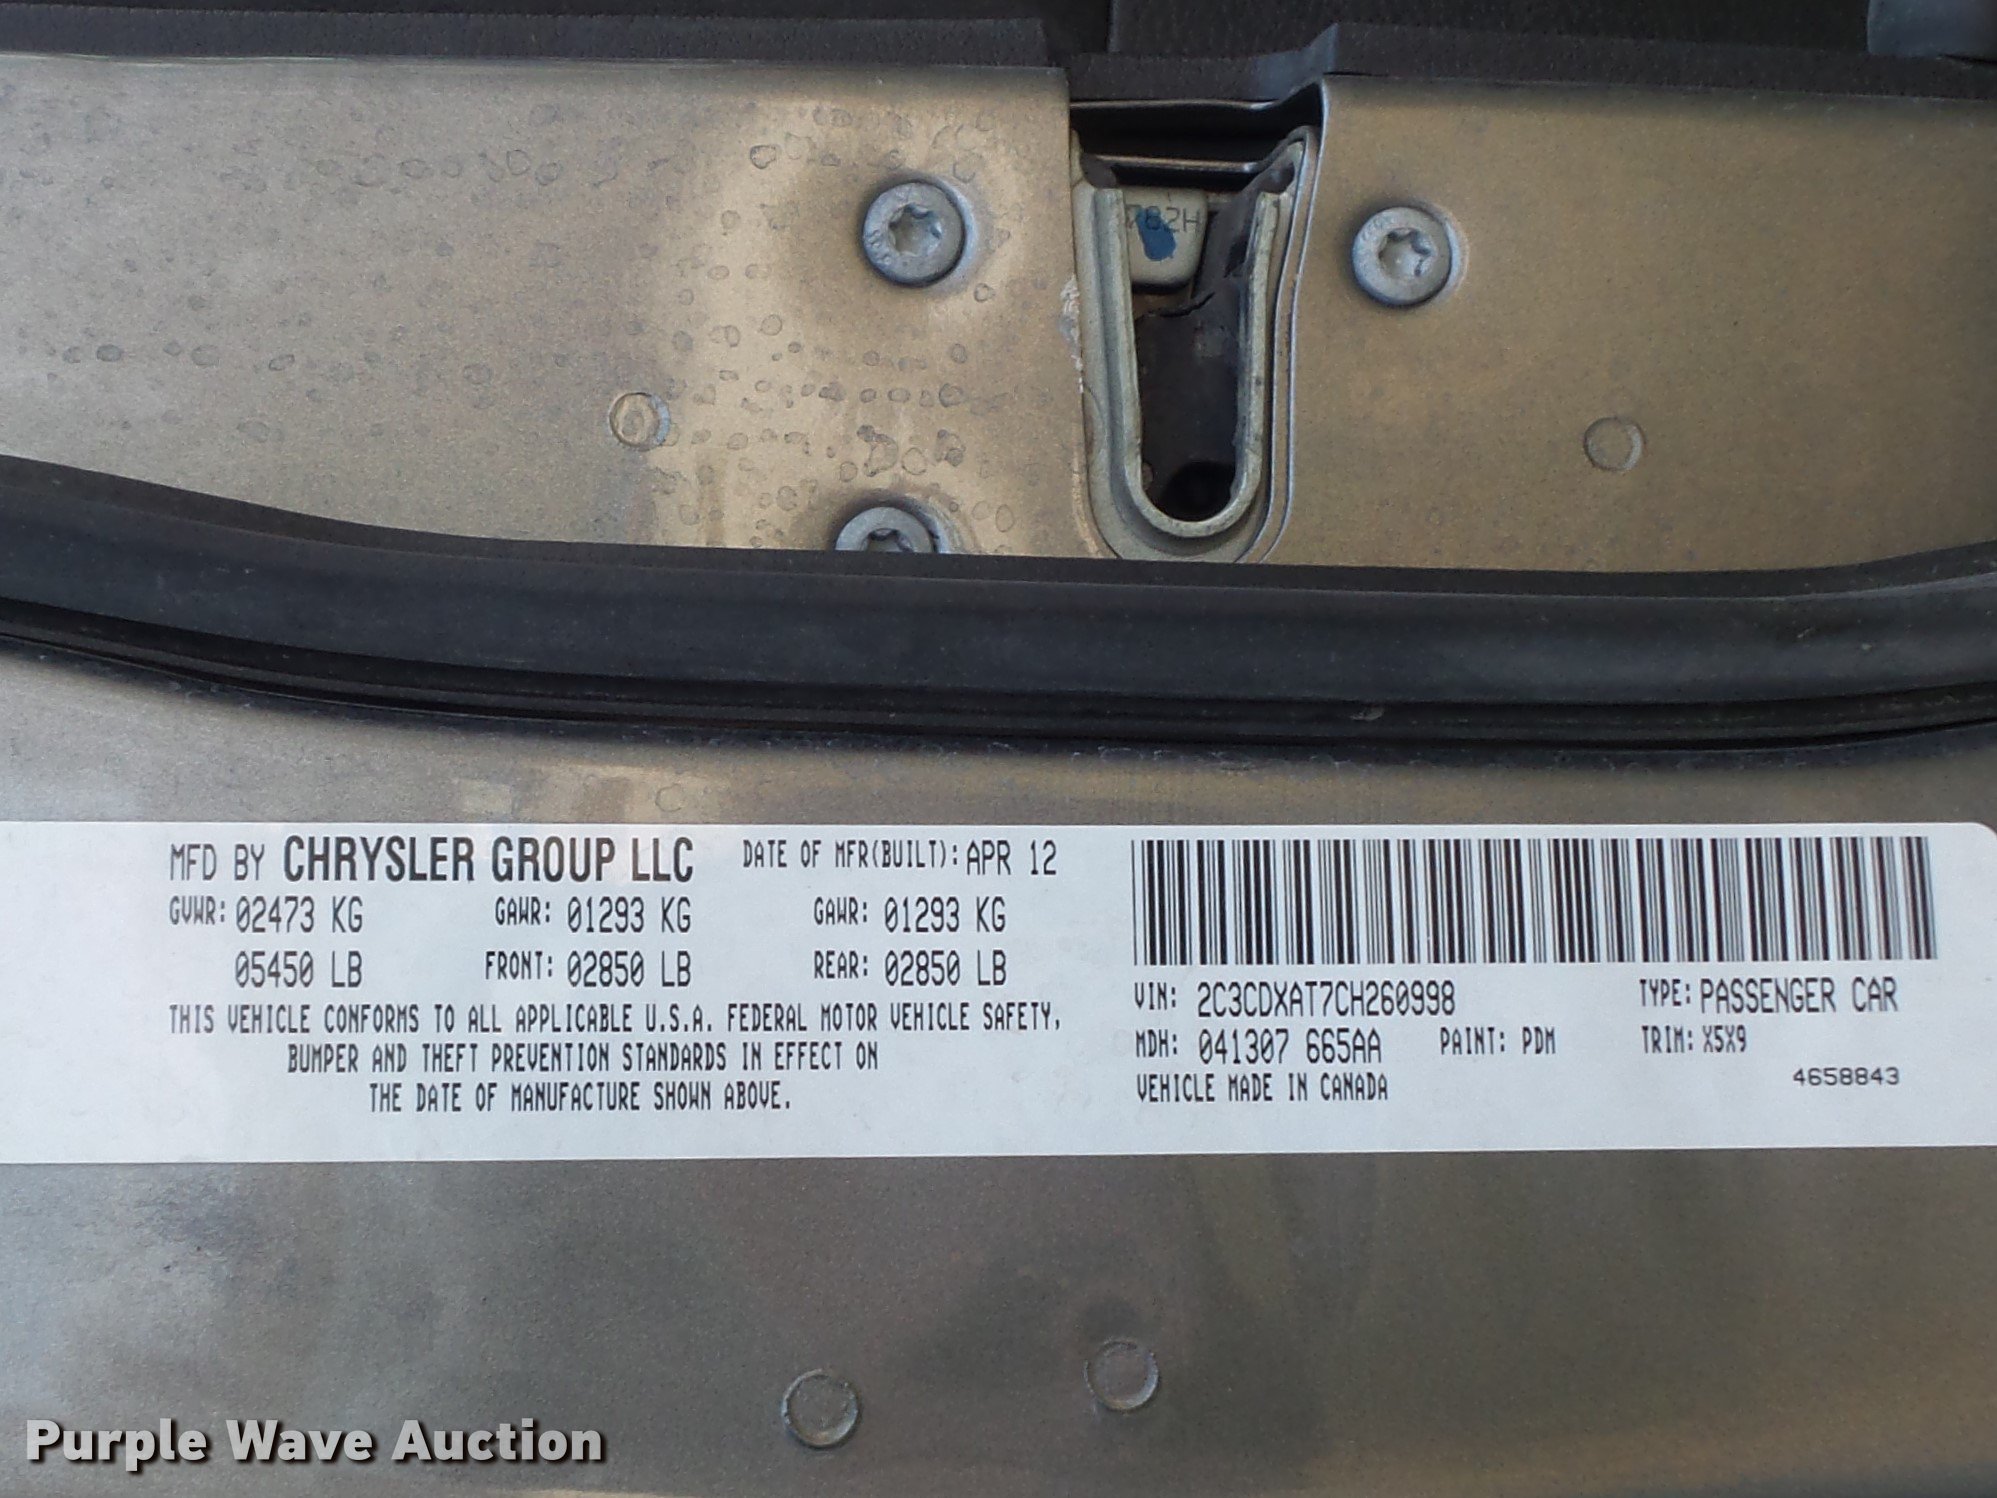 782H
MFD BY CHRYSLER GROUP LLC DATE OF MFR(BUILT): APR 12
GVWR: 02473 KG GAWR: 01293 KG GAWR: 01293 KG
05450 LB FRONT: 02850 LB REAR: 02850 LB
THIS VEHICLE CONFORMS TO ALL APPLICABLE U.S.A. FEDERAL MOTOR VEHICLE SAFETY,
BUMPER AND THEFT PREVENTION STANDARDS IN EFFECT ON
THE DATE OF MANUFACTURE SHOWN ABOVE.
VIN: 2C3CDXAT7CH260998 TYPE: PASSENGER CAR
MDH: 041307 665AA PAINT: PDM TRIM: X5X9
VEHICLE MADE IN CANADA 4658843
Purple Wave Auction